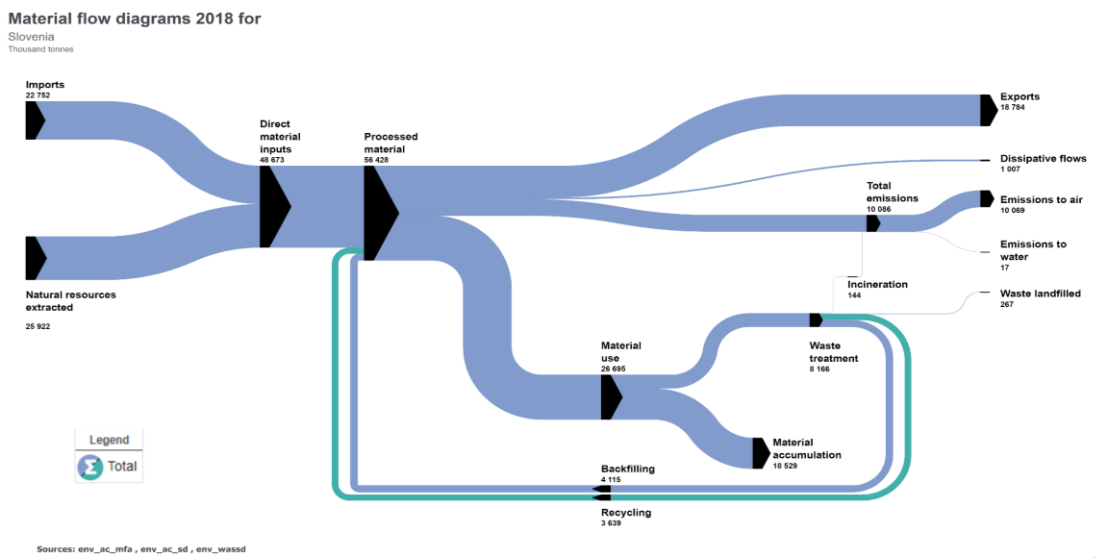 Material flow diagrams 2018 for
Slovenia
Thousand tonnes
Imports
22 752
Natural resources
extracted
25 922
Direct
material
inputs
48 673
Processed
material
56 428
Exports
18 784
Dissipative flows
1 007
Total
emissions
10 086
Emissions to air
10 069
Emissions to
water
17
Incineration
144
Waste landfilled
267
Waste
treatment
8 166
Material
use
26 695
Material
accumulation
18 529
Backfilling
4 115
Recycling
3 639
Legend
Σ Total
Sources: env_ac_mfa , env_ac_sd , env_wassd